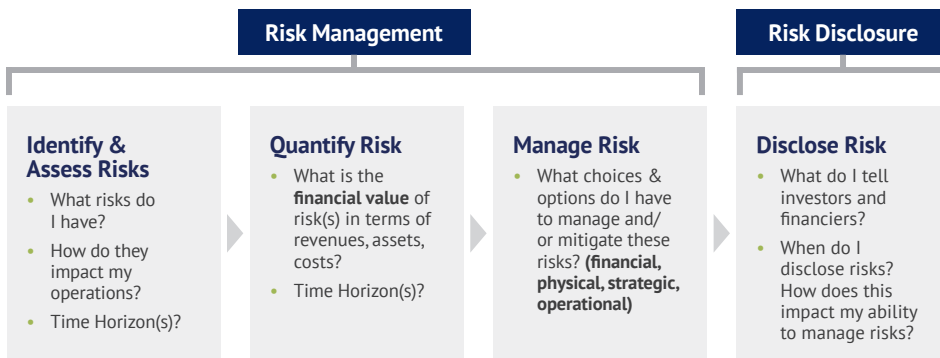 Risk Management
Risk Disclosure
Identify &
Assess Risks
• What risks do
I have?
• How do they
impact my
operations?
• Time Horizon(s)?
Quantify Risk
• What is the
financial value of
risk(s) in terms of
revenues, assets,
costs?
• Time Horizon(s)?
Manage Risk
• What choices &
options do I have
to manage and/
or mitigate these
risks? (financial,
physical, strategic,
operational)
Disclose Risk
• What do I tell
investors and
financiers?
• When do I
disclose risks?
How does this
impact my ability
to manage risks?